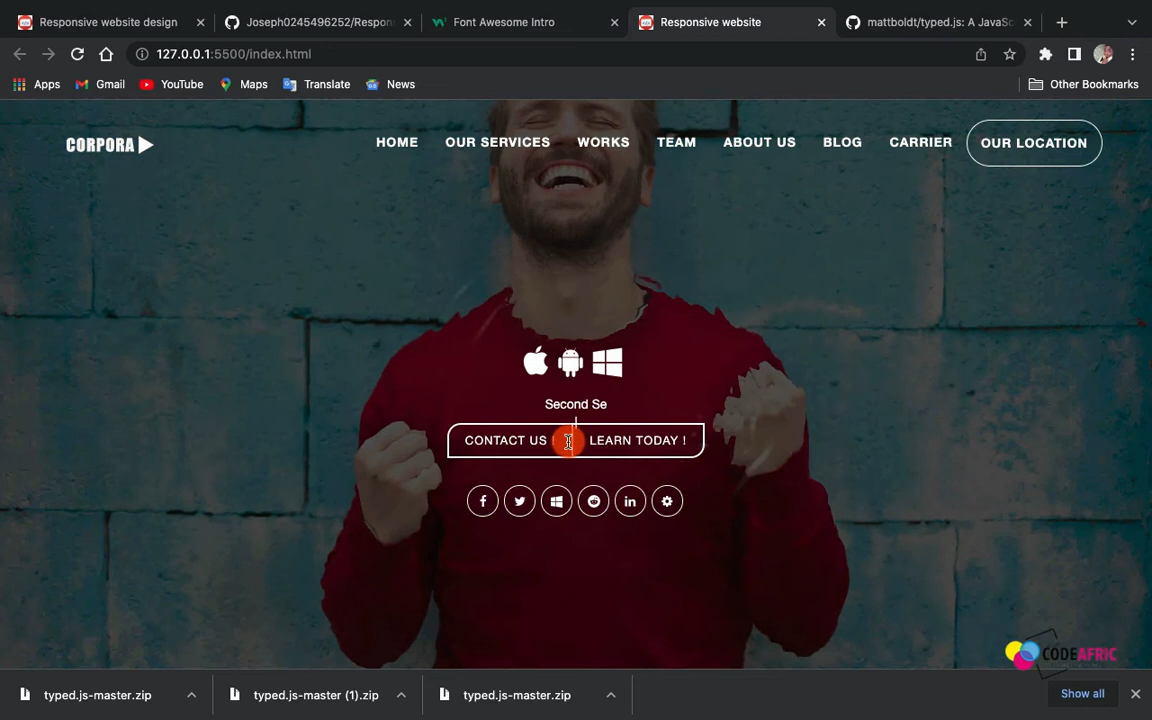 Responsive website design
Joseph0245496252/Respon
Font Awesome Intro
Responsive website
mattboldt/typed.js: A JavaSc
127.0.0.1:5500/index.html
Apps
Gmail
YouTube
Maps
Translate
News
Other Bookmarks
CORPORA
HOME
OUR SERVICES
WORKS
TEAM
ABOUT US
BLOG
CARRIER
OUR LOCATION
Second Se
CONTACT US !
LEARN TODAY !
CODEAFRIC
typed.js-master.zip
typed.js-master (1).zip
typed.js-master.zip
Show all